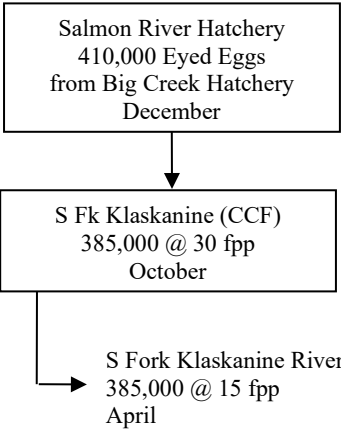 Salmon River Hatchery
410,000 Eyed Eggs
from Big Creek Hatchery
December
S Fk Klaskanine (CCF)
385,000 @ 30 fpp
October
S Fork Klaskanine River
385,000 @ 15 fpp
April